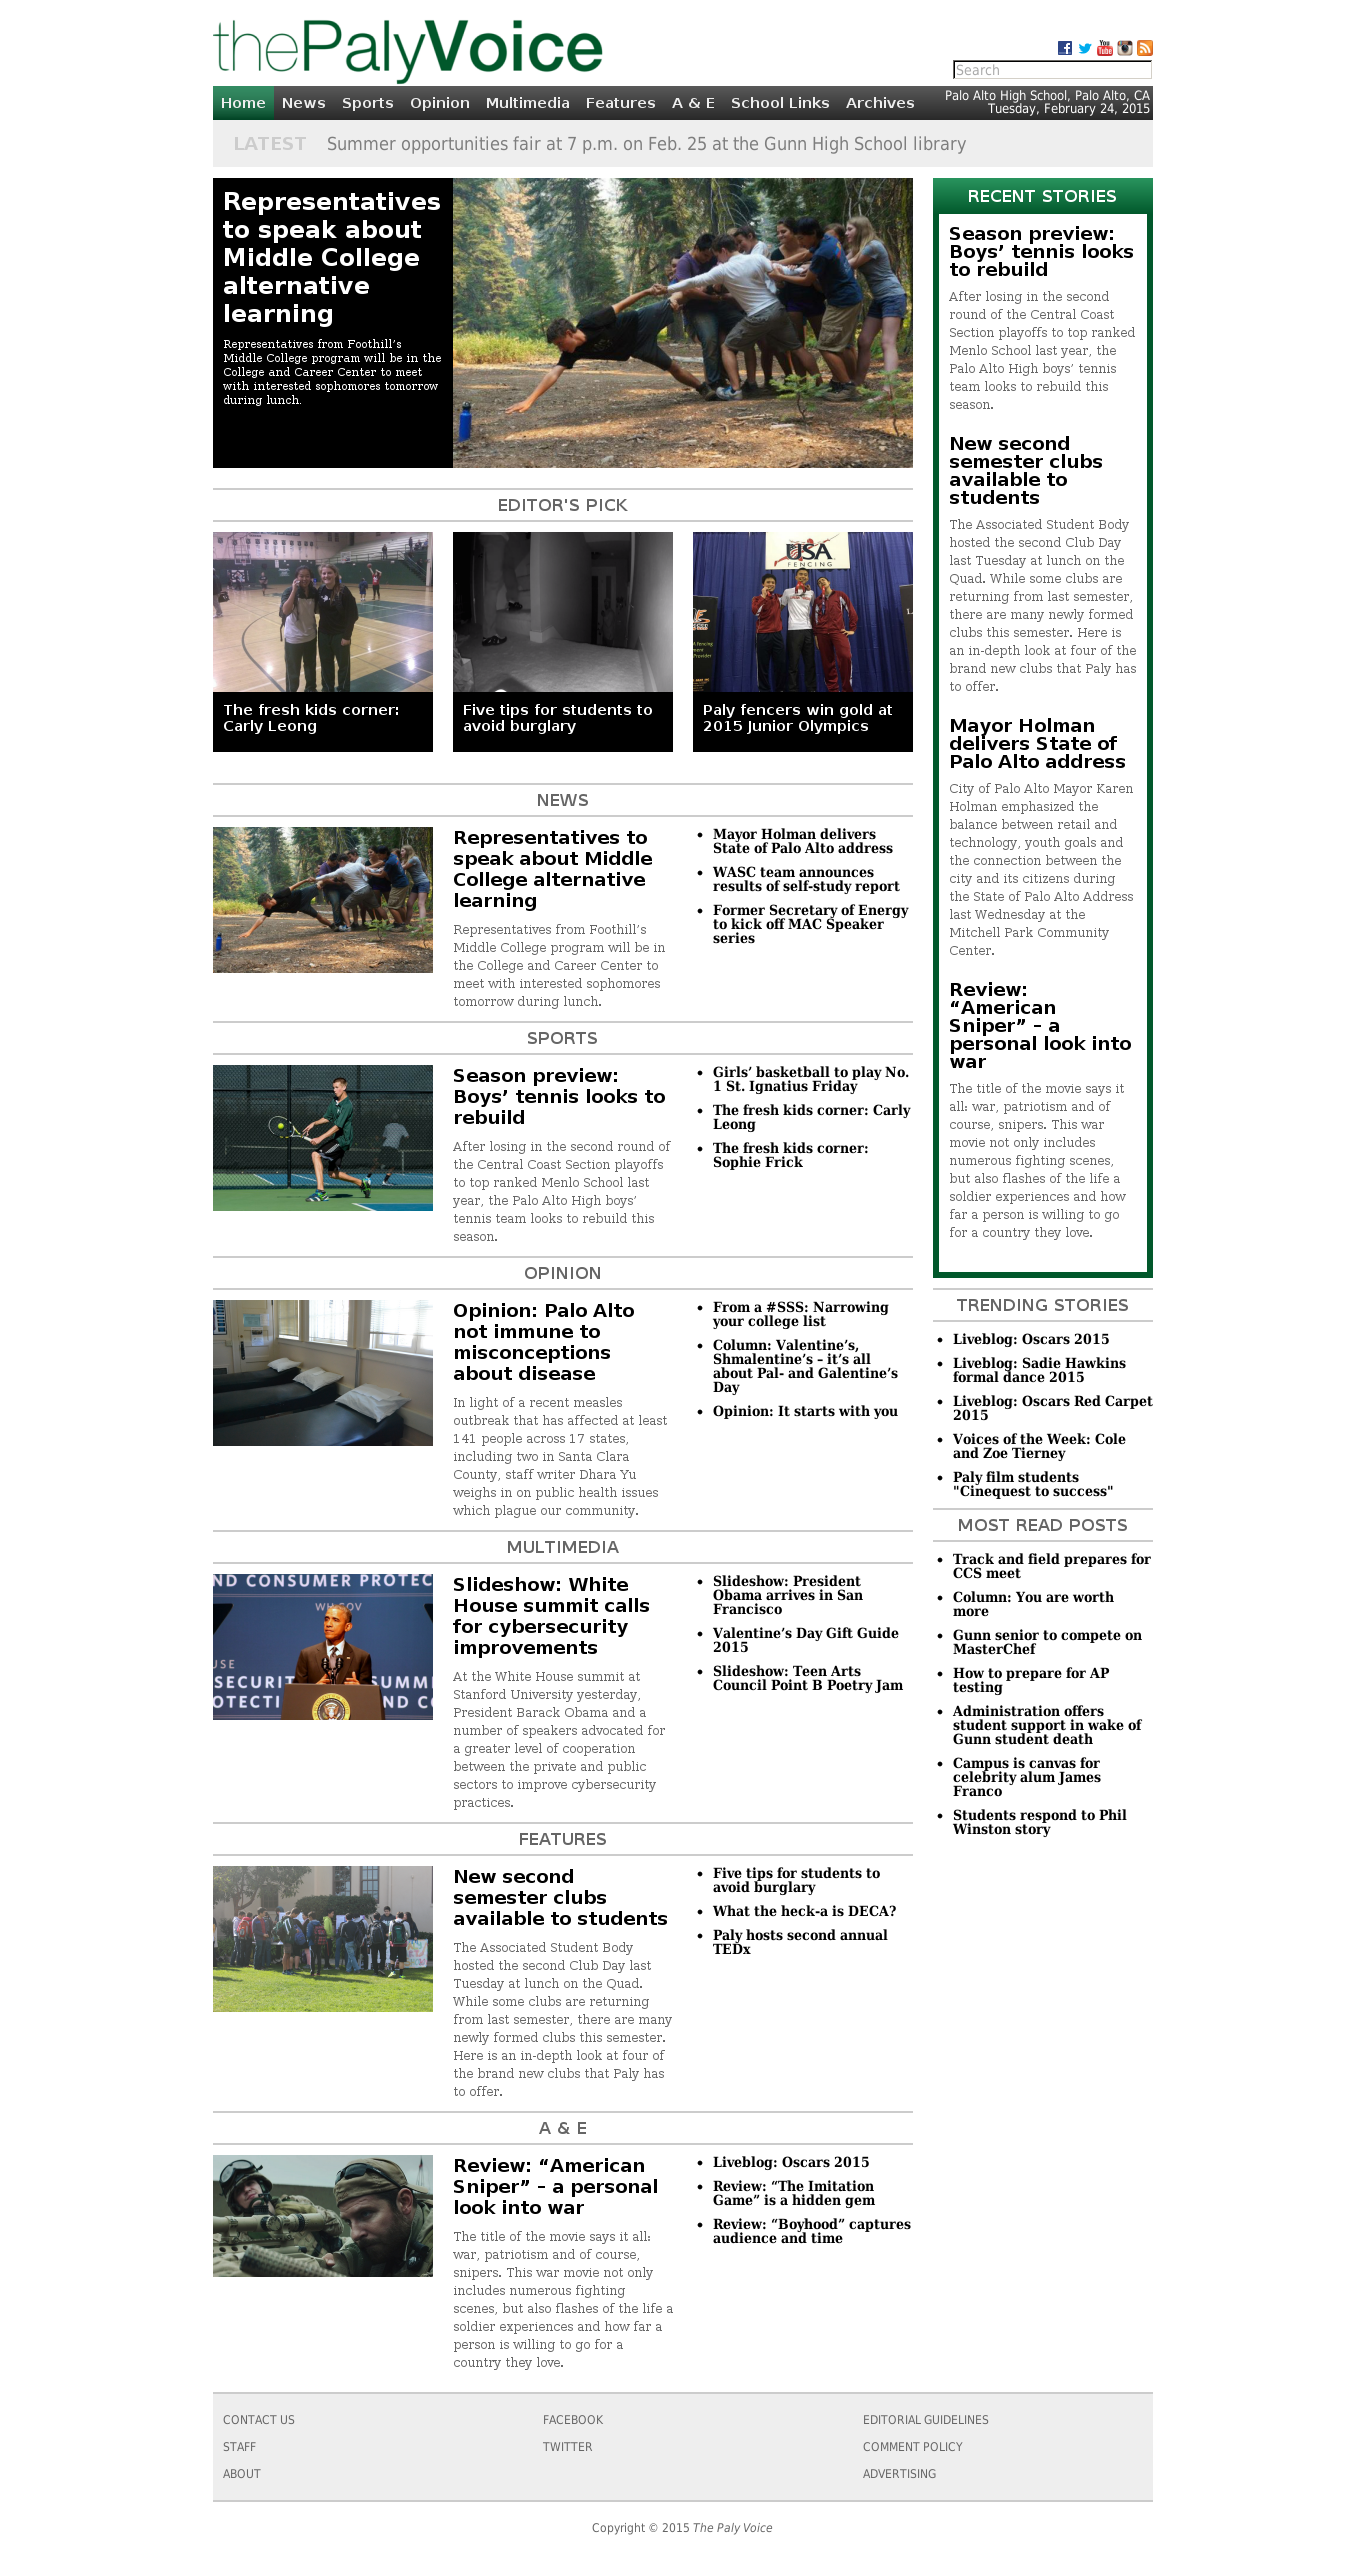 thePalyVoice
Search
Home News Sports Opinion Multimedia Features A & E School Links Archives
Palo Alto High School, Palo Alto, CA
Tuesday, February 24, 2015
LATEST Summer opportunities fair at 7 p.m. on Feb. 25 at the Gunn High School library
Representatives
to speak about
Middle College
alternative
learning
Representatives from Foothill’s
Middle College program will be in the
College and Career Center to meet
with interested sophomores tomorrow
during lunch.
EDITOR'S PICK
USA
FENCING
The fresh kids corner:
Carly Leong
Five tips for students to
avoid burglary
Paly fencers win gold at
2015 Junior Olympics
NEWS
Representatives to
speak about Middle
College alternative
learning
Representatives from Foothill’s
Middle College program will be in
the College and Career Center to
meet with interested sophomores
tomorrow during lunch.
Mayor Holman delivers
State of Palo Alto address
WASC team announces
results of self-study report
Former Secretary of Energy
to kick off MAC Speaker
series
SPORTS
Season preview:
Boys’ tennis looks to
rebuild
After losing in the second round of
the Central Coast Section playoffs
to top ranked Menlo School last
year, the Palo Alto High boys’
tennis team looks to rebuild this
season.
Girls’ basketball to play No.
1 St. Ignatius Friday
The fresh kids corner: Carly
Leong
The fresh kids corner:
Sophie Frick
OPINION
Opinion: Palo Alto
not immune to
misconceptions
about disease
In light of a recent measles
outbreak that has affected at least
141 people across 17 states,
including two in Santa Clara
County, staff writer Dhara Yu
weighs in on public health issues
which plague our community.
From a #SSS: Narrowing
your college list
Column: Valentine’s,
Shmalentine’s – it’s all
about Pal- and Galentine’s
Day
Opinion: It starts with you
MULTIMEDIA
ND CONSUMER PROTEC
WH.GOV
USE
SECURITY
SUMM
OTECTI
ND CO
Slideshow: White
House summit calls
for cybersecurity
improvements
At the White House summit at
Stanford University yesterday,
President Barack Obama and a
number of speakers advocated for
a greater level of cooperation
between the private and public
sectors to improve cybersecurity
practices.
Slideshow: President
Obama arrives in San
Francisco
Valentine’s Day Gift Guide
2015
Slideshow: Teen Arts
Council Point B Poetry Jam
FEATURES
New second
semester clubs
available to students
The Associated Student Body
hosted the second Club Day last
Tuesday at lunch on the Quad.
While some clubs are returning
from last semester, there are many
newly formed clubs this semester.
Here is an in-depth look at four of
the brand new clubs that Paly has
to offer.
Five tips for students to
avoid burglary
What the heck-a is DECA?
Paly hosts second annual
TEDx
A & E
Review: “American
Sniper” – a personal
look into war
The title of the movie says it all:
war, patriotism and of course,
snipers. This war movie not only
includes numerous fighting
scenes, but also flashes of the life a
soldier experiences and how far a
person is willing to go for a
country they love.
Liveblog: Oscars 2015
Review: “The Imitation
Game” is a hidden gem
Review: “Boyhood” captures
audience and time
RECENT STORIES
Season preview:
Boys’ tennis looks
to rebuild
After losing in the second
round of the Central Coast
Section playoffs to top ranked
Menlo School last year, the
Palo Alto High boys’ tennis
team looks to rebuild this
season.
New second
semester clubs
available to
students
The Associated Student Body
hosted the second Club Day
last Tuesday at lunch on the
Quad. While some clubs are
returning from last semester,
there are many newly formed
clubs this semester. Here is
an in-depth look at four of the
brand new clubs that Paly has
to offer.
Mayor Holman
delivers State of
Palo Alto address
City of Palo Alto Mayor Karen
Holman emphasized the
balance between retail and
technology, youth goals and
the connection between the
city and its citizens during
the State of Palo Alto Address
last Wednesday at the
Mitchell Park Community
Center.
Review:
“American
Sniper” – a
personal look into
war
The title of the movie says it
all: war, patriotism and of
course, snipers. This war
movie not only includes
numerous fighting scenes,
but also flashes of the life a
soldier experiences and how
far a person is willing to go
for a country they love.
TRENDING STORIES
Liveblog: Oscars 2015
Liveblog: Sadie Hawkins
formal dance 2015
Liveblog: Oscars Red Carpet
2015
Voices of the Week: Cole
and Zoe Tierney
Paly film students
"Cinequest to success"
MOST READ POSTS
Track and field prepares for
CCS meet
Column: You are worth
more
Gunn senior to compete on
MasterChef
How to prepare for AP
testing
Administration offers
student support in wake of
Gunn student death
Campus is canvas for
celebrity alum James
Franco
Students respond to Phil
Winston story
CONTACT US
STAFF
ABOUT
FACEBOOK
TWITTER
EDITORIAL GUIDELINES
COMMENT POLICY
ADVERTISING
Copyright © 2015 The Paly Voice